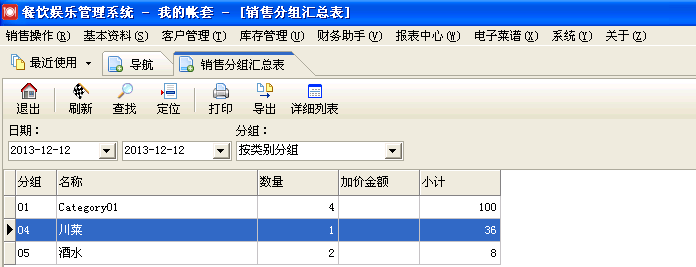 餐饮娱乐管理系统 - 我的帐套 - [销售分组汇总表]
销售操作(R) 基本资料(S) 客户管理(T) 库存管理(U) 财务助手(V) 报表中心(W) 电子菜谱(X) 系统(Y) 关于(Z)
最近使用 导航 销售分组汇总表
退出 刷新 查找 定位 打印 导出 详细列表
日期： 分组：
2013-12-12 2013-12-12 按类别分组
分组 名称 数量 加价金额 小计
01 Category01 4 100
04 川菜 1 36
05 酒水 2 8